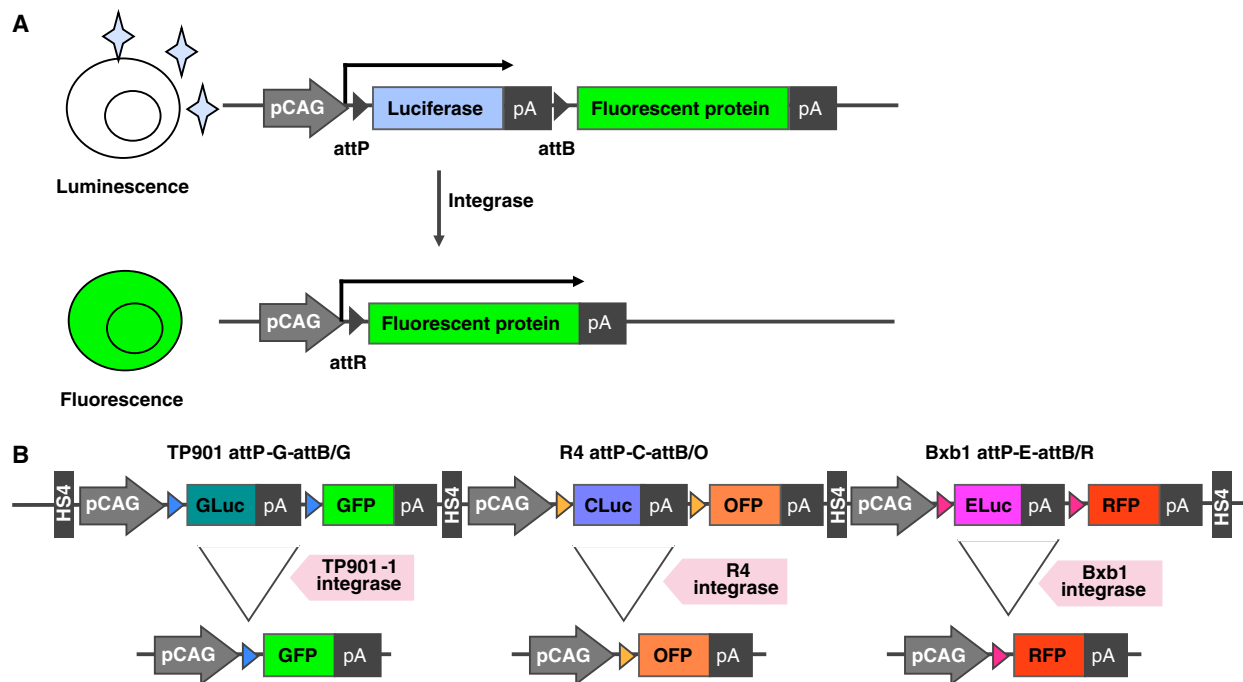 A
pCAG
Luciferase
pA
Fluorescent protein
pA
attP
attB
Luminescence
Integrase
pCAG
Fluorescent protein
pA
attR
Fluorescence
B
TP901 attP-G-attB/G
R4 attP-C-attB/O
Bxb1 attP-E-attB/R
HS4
pCAG
GLuc
pA
GFP
pA
HS4
pCAG
CLuc
pA
OFP
pA
HS4
pCAG
ELuc
pA
RFP
pA
HS4
TP901-1
integrase
R4
integrase
Bxb1
integrase
pCAG
GFP
pA
pCAG
OFP
pA
pCAG
RFP
pA